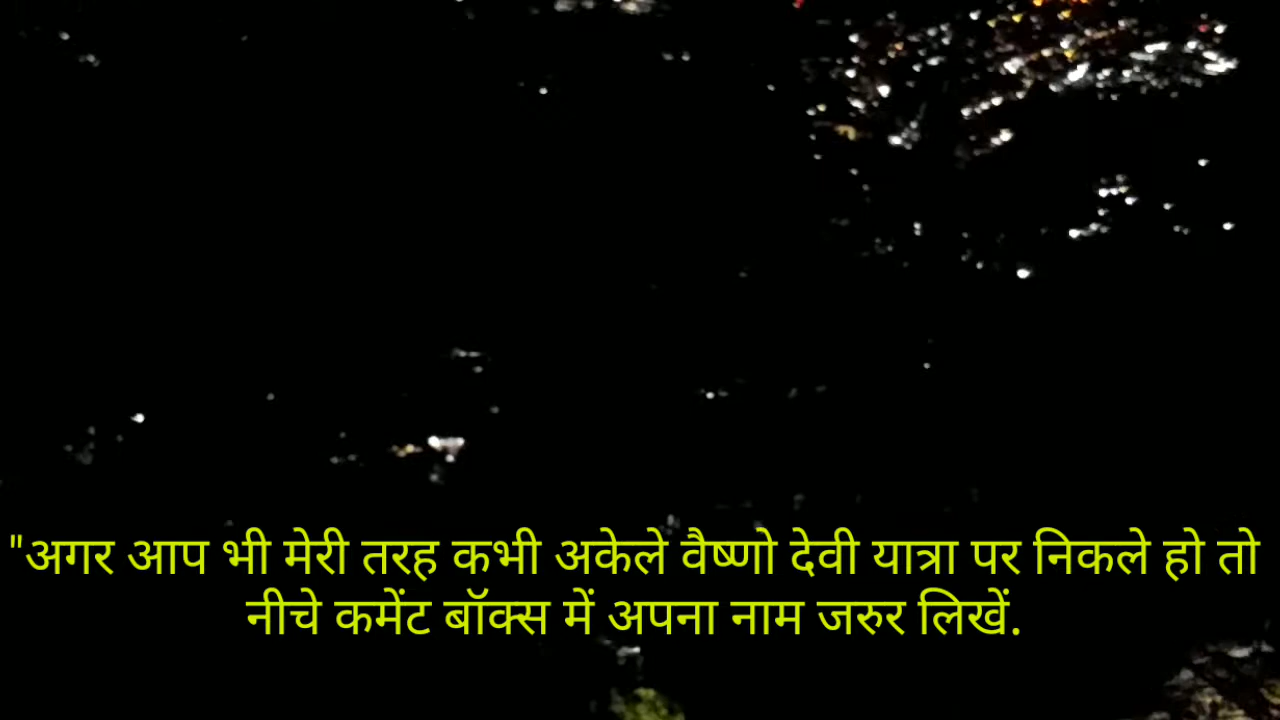 "अगर आप भी मेरी तरह कभी अकेले वैष्णो देवी यात्रा पर निकले हो तो
नीचे कमेंट बॉक्स में अपना नाम जरुर लिखें.